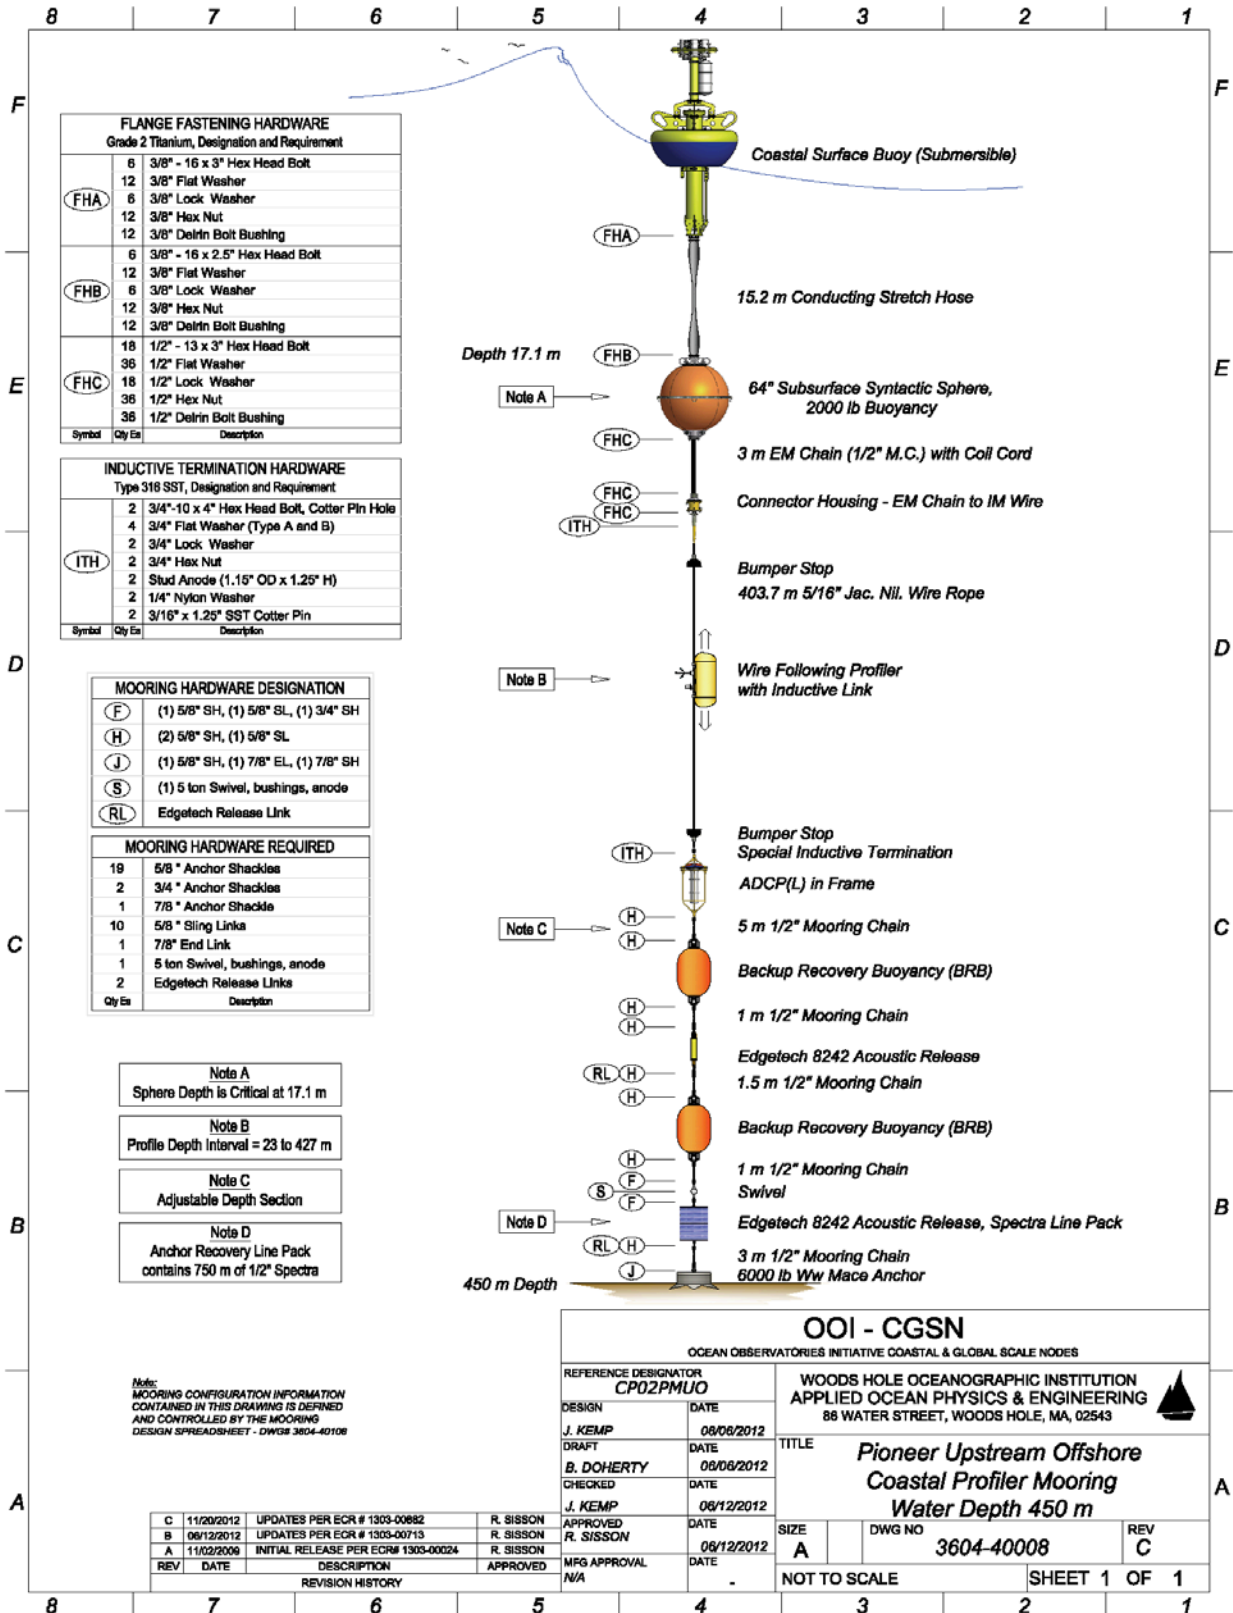 8 7 6 5 4 3 2 1
F F
FLANGE FASTENING HARDWARE
Grade 2 Titanium, Designation and Requirement
FHA
6 3/8" - 16 x 3" Hex Head Bolt
12 3/8" Flat Washer
6 3/8" Lock Washer
12 3/8" Hex Nut
12 3/8" Delrin Bolt Bushing
FHB
6 3/8" - 16 x 2.5" Hex Head Bolt
12 3/8" Flat Washer
6 3/8" Lock Washer
12 3/8" Hex Nut
12 3/8" Delrin Bolt Bushing
FHC
18 1/2" - 13 x 3" Hex Head Bolt
36 1/2" Flat Washer
18 1/2" Lock Washer
36 1/2" Hex Nut
36 1/2" Delrin Bolt Bushing
Symbol Qty Ea Description
INDUCTIVE TERMINATION HARDWARE
Type 316 SST, Designation and Requirement
ITH
2 3/4"-10 x 4" Hex Head Bolt, Cotter Pin Hole
4 3/4" Flat Washer (Type A and B)
2 3/4" Lock Washer
2 3/4" Hex Nut
2 Stud Anode (1.15" OD x 1.25" H)
2 1/4" Nylon Washer
2 3/16" x 1.25" SST Cotter Pin
Symbol Qty Ea Description
MOORING HARDWARE DESIGNATION
F (1) 5/8" SH, (1) 5/8" SL, (1) 3/4" SH
H (2) 5/8" SH, (1) 5/8" SL
J (1) 5/8" SH, (1) 7/8" EL, (1) 7/8" SH
S (1) 5 ton Swivel, bushings, anode
RL Edgetech Release Link
MOORING HARDWARE REQUIRED
19 5/8 " Anchor Shackles
2 3/4 " Anchor Shackles
1 7/8 " Anchor Shackle
10 5/8 " Sling Links
1 7/8" End Link
1 5 ton Swivel, bushings, anode
2 Edgetech Release Links
Qty Ea Description
Note A
Sphere Depth is Critical at 17.1 m
Note B
Profile Depth Interval = 23 to 427 m
Note C
Adjustable Depth Section
Note D
Anchor Recovery Line Pack
contains 750 m of 1/2" Spectra
Coastal Surface Buoy (Submersible)
FHA
15.2 m Conducting Stretch Hose
Depth 17.1 m FHB
E E
Note A
64" Subsurface Syntactic Sphere,
2000 lb Buoyancy
FHC
3 m EM Chain (1/2" M.C.) with Coil Cord
FHC
Connector Housing - EM Chain to IM Wire
FHC
ITH
Bumper Stop
403.7 m 5/16" Jac. Nil. Wire Rope
D D
Note B
Wire Following Profiler
with Inductive Link
Bumper Stop
ITH Special Inductive Termination
ADCP(L) in Frame
C C
H
Note C 5 m 1/2" Mooring Chain
H
Backup Recovery Buoyancy (BRB)
H
1 m 1/2" Mooring Chain
H
Edgetech 8242 Acoustic Release
RL H 1.5 m 1/2" Mooring Chain
H
Backup Recovery Buoyancy (BRB)
H
1 m 1/2" Mooring Chain
F
S Swivel
F
B B
Note D Edgetech 8242 Acoustic Release, Spectra Line Pack
RL H 3 m 1/2" Mooring Chain
J 6000 lb Ww Mace Anchor
450 m Depth
Note:
MOORING CONFIGURATION INFORMATION
CONTAINED IN THIS DRAWING IS DEFINED
AND CONTROLLED BY THE MOORING
DESIGN SPREADSHEET - DWG# 3604-40106
A A
C 11/20/2012 UPDATES PER ECR # 1303-00882 R. SISSON
B 06/12/2012 UPDATES PER ECR # 1303-00713 R. SISSON
A 11/02/2009 INITIAL RELEASE PER ECR# 1303-00024 R. SISSON
REV DATE DESCRIPTION APPROVED
REVISION HISTORY
OOI - CGSN
OCEAN OBSERVATORIES INITIATIVE COASTAL & GLOBAL SCALE NODES
REFERENCE DESIGNATOR
CP02PMUO
DESIGN DATE
J. KEMP 06/06/2012
DRAFT DATE
B. DOHERTY 06/06/2012
CHECKED DATE
J. KEMP 06/12/2012
APPROVED DATE
R. SISSON 06/12/2012
MFG APPROVAL DATE
N/A -
WOODS HOLE OCEANOGRAPHIC INSTITUTION
APPLIED OCEAN PHYSICS & ENGINEERING
86 WATER STREET, WOODS HOLE, MA, 02543
TITLE
Pioneer Upstream Offshore
Coastal Profiler Mooring
Water Depth 450 m
SIZE DWG NO REV
A 3604-40008 C
NOT TO SCALE SHEET 1 OF 1
8 7 6 5 4 3 2 1